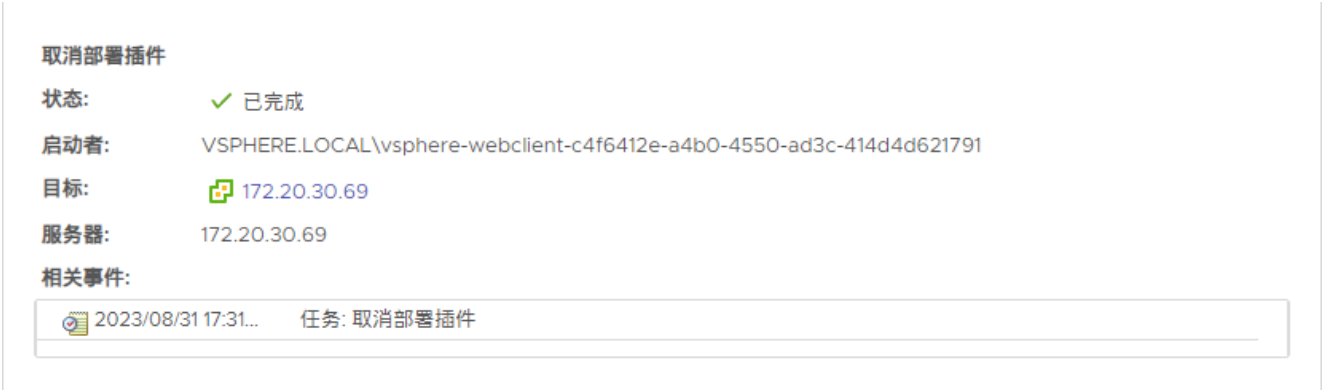 取消部署插件
状态: 已完成
启动者: VSPHERE.LOCAL\vsphere-webclient-c4f6412e-a4b0-4550-ad3c-414d4d621791
目标: 172.20.30.69
服务器: 172.20.30.69
相关事件:
2023/08/31 17:31... 任务: 取消部署插件